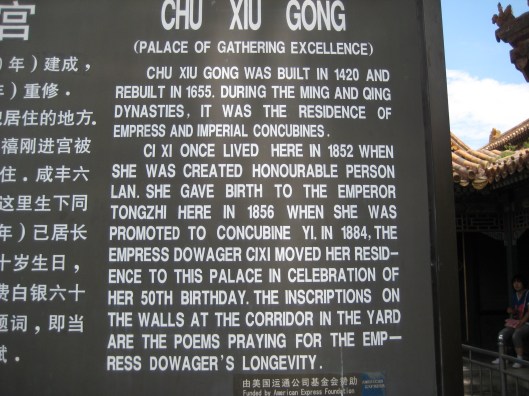 宫
CHU XIU GONG
(PALACE OF GATHERING EXCELLENCE)
年）建成，
年）重修．
居住的地方．
禧刚进宫被
住．咸丰六
这里生下同
年）已居长
十岁生日，
费白银六十
题词，即当
CHU XIU GONG WAS BUILT IN 1420 AND
REBUILT IN 1655. DURING THE MING AND QING
DYNASTIES, IT WAS THE RESIDENCE OF
EMPRESS AND IMPERIAL CONCUBINES.
CI XI ONCE LIVED HERE IN 1852 WHEN
SHE WAS CREATED HONOURABLE PERSON
LAN. SHE GAVE BIRTH TO THE EMPEROR
TONGZHI HERE IN 1856 WHEN SHE WAS
PROMOTED TO CONCUBINE YI. IN 1884, THE
EMPRESS DOWAGER CIXI MOVED HER RESID-
ENCE TO THIS PALACE IN CELEBRATION OF
HER 50TH BIRTHDAY. THE INSCRIPTIONS ON
THE WALLS AT THE CORRIDOR IN THE YARD
ARE THE POEMS PRAYING FOR THE EMP-
RESS DOWAGER'S LONGEVITY.
由美国运通公司基金会赞助
Funded by American Express Foundation